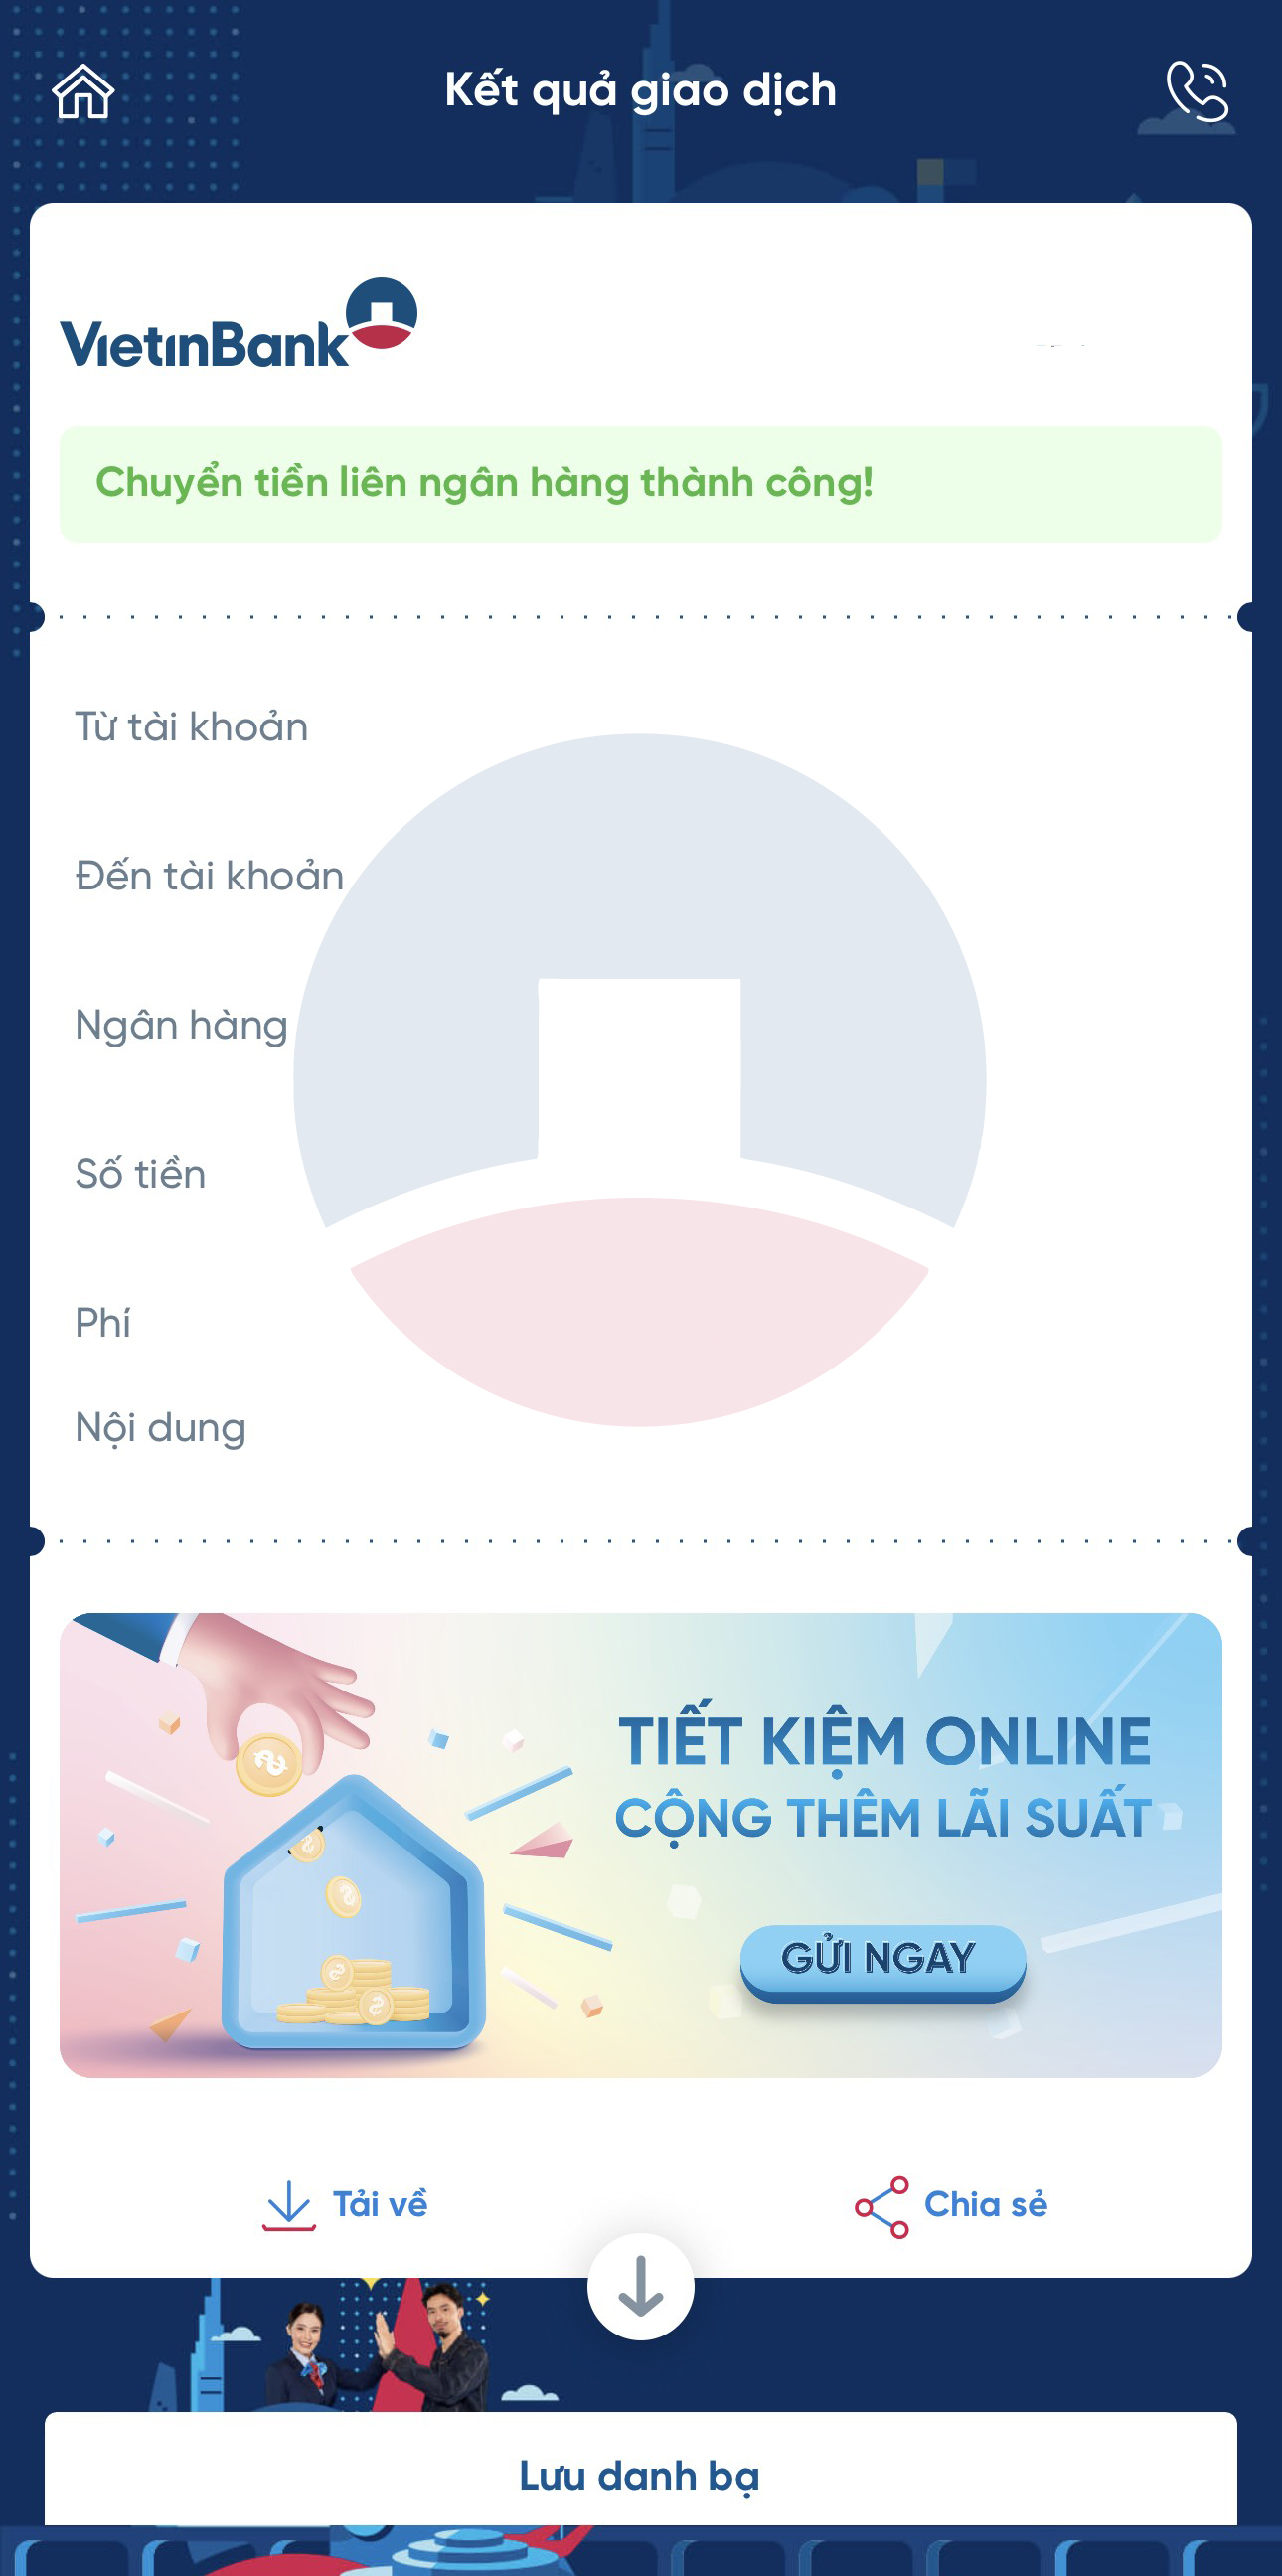 Kết quả giao dịch
VietinBank
Chuyển tiền liên ngân hàng thành công!
Từ tài khoản
Đến tài khoản
Ngân hàng
Số tiền
Phí
Nội dung
TIẾT KIỆM ONLINE
CỘNG THÊM LÃI SUẤT
GỬI NGAY
Tải về
Chia sẻ
Lưu danh bạ